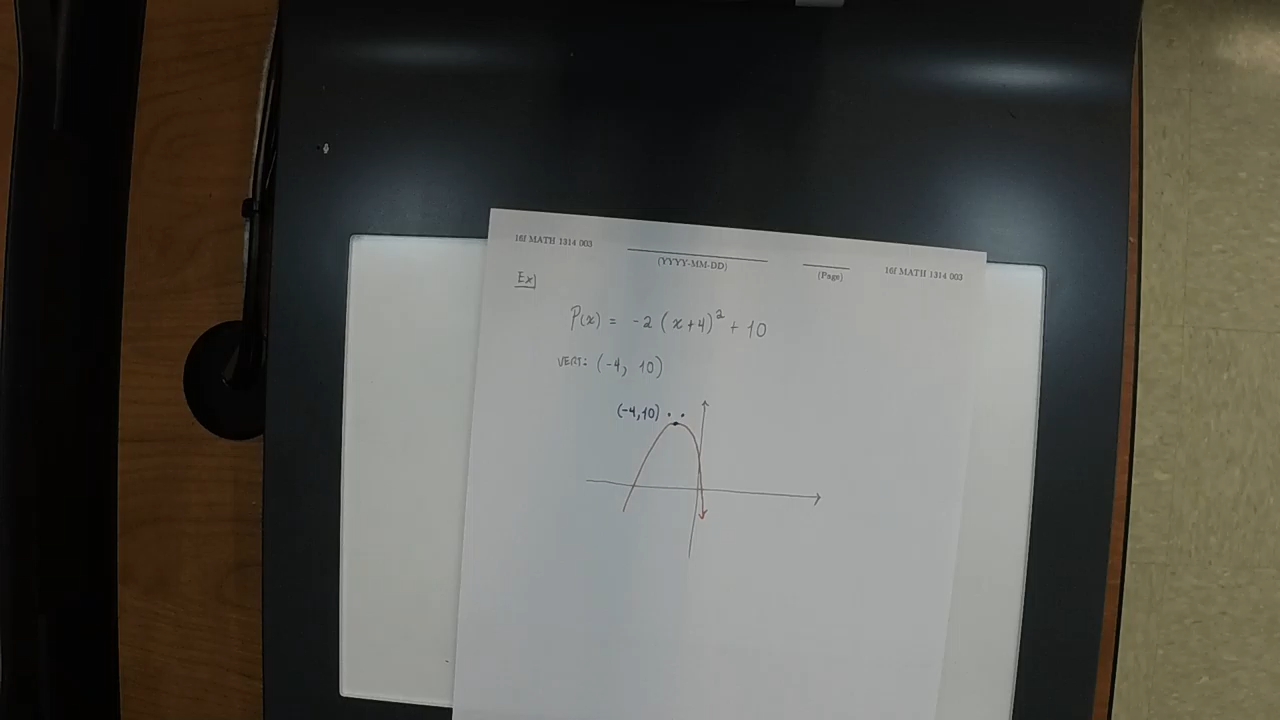 16f MATH 1314 003 (YYYY-MM-DD) (Page) 16f MATH 1314 003
Ex)
P(x) = -2 (x+4)² + 10
VERT: (-4, 10)
(-4,10)